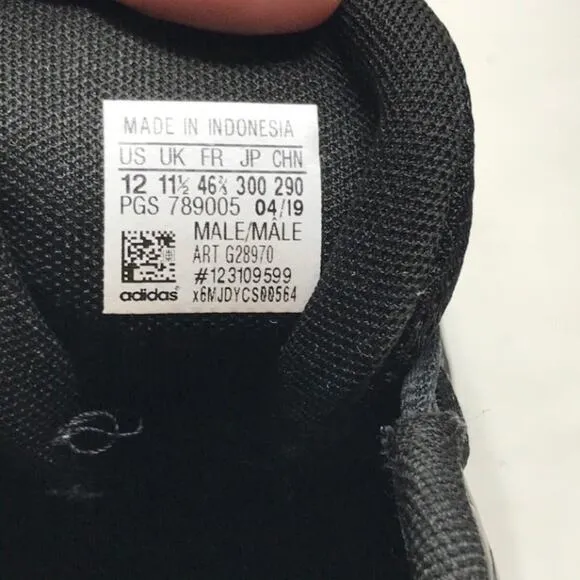 MADE IN INDONESIA
US UK FR JP CHN
12 11½ 46⅔ 300 290
PGS 789005 04/19
MALE/MÂLE
ART G28970
#123109599
adidas x6MJDYCS00564